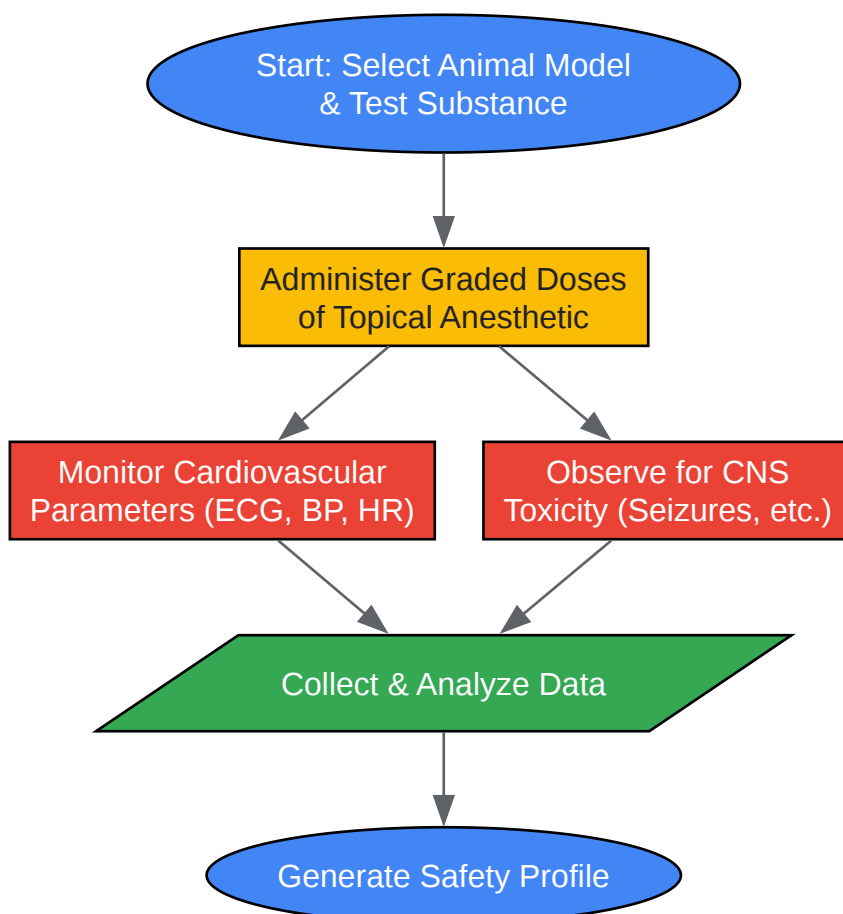 Start: Select Animal Model
& Test Substance
Administer Graded Doses
of Topical Anesthetic
Monitor Cardiovascular
Parameters (ECG, BP, HR)
Observe for CNS
Toxicity (Seizures, etc.)
Collect & Analyze Data
Generate Safety Profile